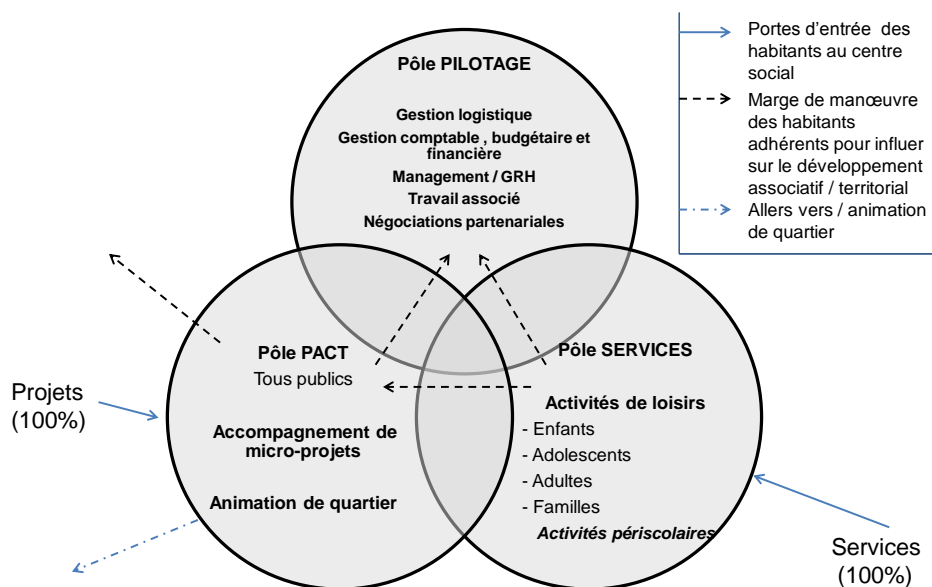 Pôle PILOTAGE
Gestion logistique
Gestion comptable , budgétaire et
financière
Management / GRH
Travail associé
Négociations partenariales
Portes d’entrée des
habitants au centre
social
Marge de manœuvre
des habitants
adhérents pour influer
sur le développement
associatif / territorial
Allers vers / animation
de quartier
Pôle PACT
Tous publics
Accompagnement de
micro-projets
Animation de quartier
Pôle SERVICES
Activités de loisirs
- Enfants
- Adolescents
- Adultes
- Familles
Activités périscolaires
Projets
(100%)
Services
(100%)